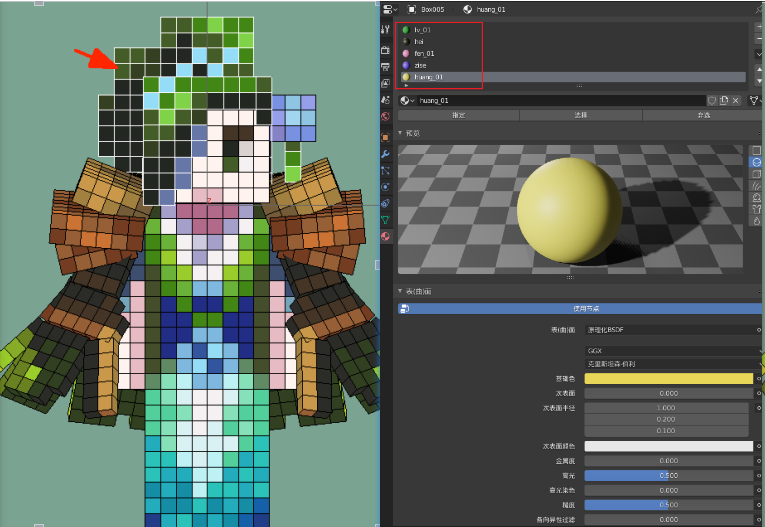 Box005
huang_01
lv_01
hei
fen_01
zise
huang_01
huang_01
指定
选择
弃选
预览
表(曲)面
使用节点
表(曲)面
原理化BSDF
GGX
克里斯坦森-伯利
基础色
次表面
0.000
次表面半径
1.000
0.200
0.100
次表面颜色
金属度
0.000
高光
0.500
高光染色
0.000
糙度
0.500
各向异性过滤
0.000